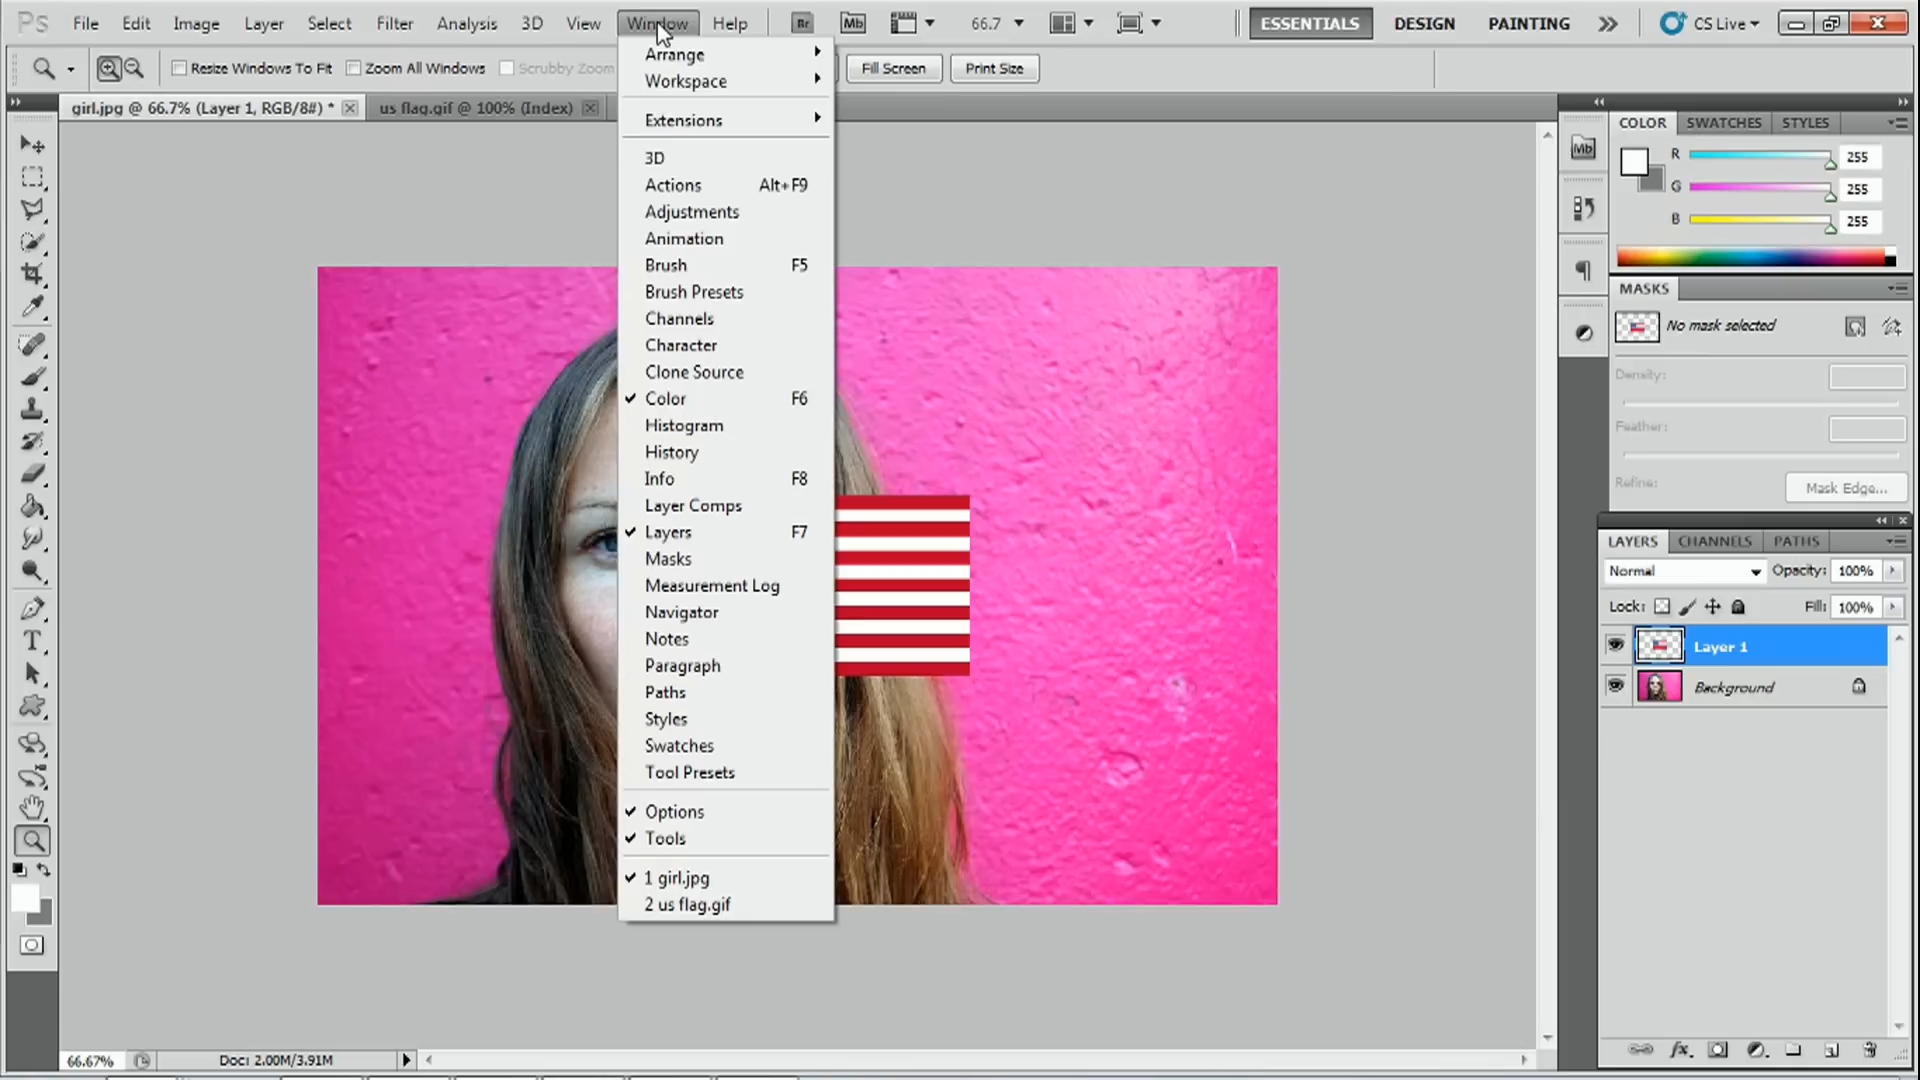 Ps File Edit Image Layer Select Filter Analysis 3D View Window Help Br Mb 66.7 ESSENTIALS DESIGN PAINTING CS Live
Resize Windows To Fit Zoom All Windows Scrubby Zoom Fill Screen Print Size
girl.jpg @ 66.7% (Layer 1, RGB/8#) * us flag.gif @ 100% (Index)
Arrange
Workspace
Extensions
3D
Actions Alt+F9
Adjustments
Animation
Brush F5
Brush Presets
Channels
Character
Clone Source
Color F6
Histogram
History
Info F8
Layer Comps
Layers F7
Masks
Measurement Log
Navigator
Notes
Paragraph
Paths
Styles
Swatches
Tool Presets
Options
Tools
1 girl.jpg
2 us flag.gif
Mb
COLOR SWATCHES STYLES
R 255
G 255
B 255
MASKS
No mask selected
Density:
Feather:
Refine: Mask Edge...
LAYERS CHANNELS PATHS
Normal Opacity: 100%
Lock: Fill: 100%
Layer 1
Background
T
fx
66.67% Doc: 2.00M/3.91M